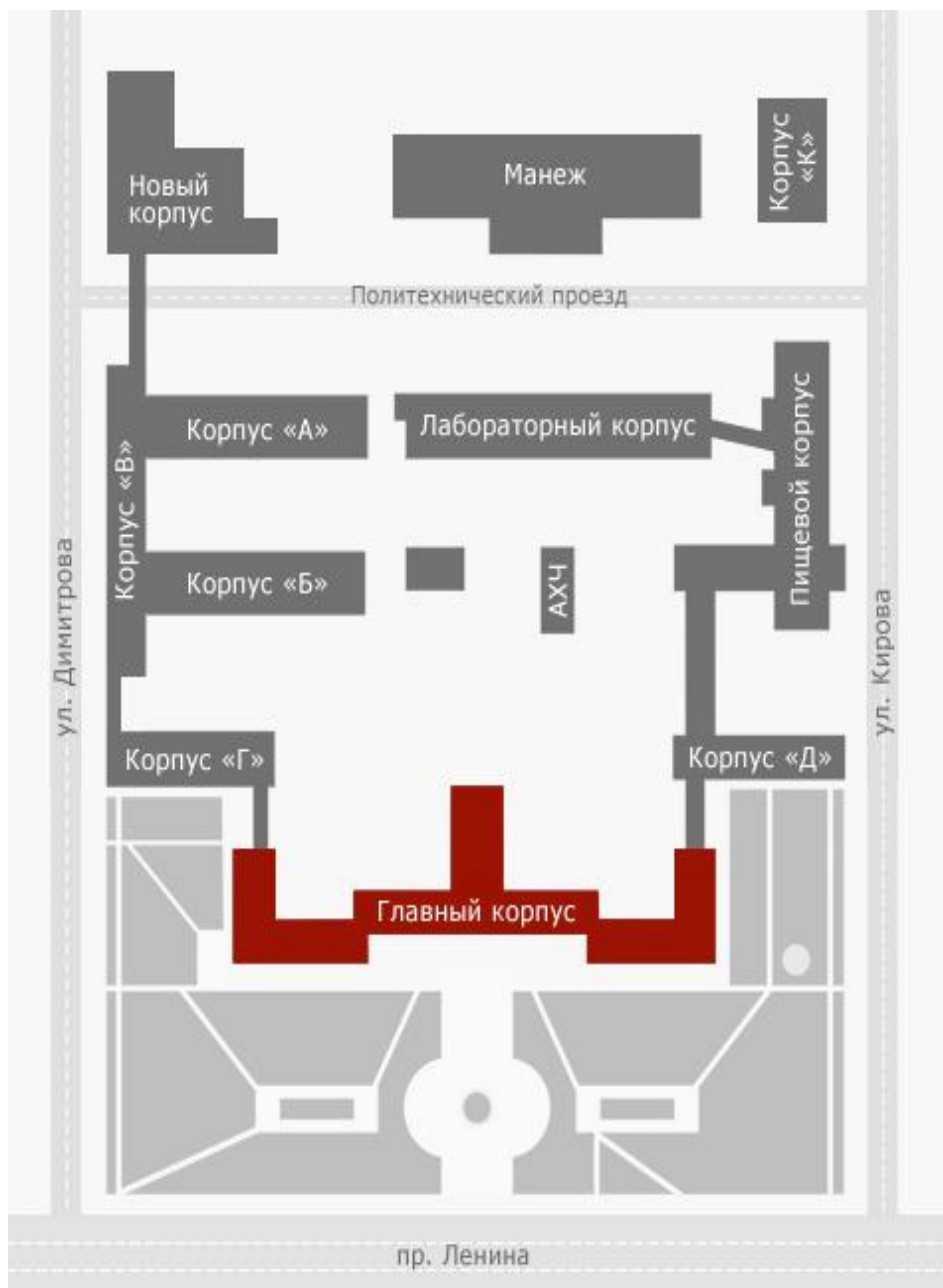 Новый
корпус
Манеж
Корпус
«К»
Политехнический проезд
Корпус «А»
Лабораторный корпус
Пищевой корпус
Корпус «В»
Корпус «Б»
АХЧ
ул. Димитрова
ул. Кирова
Корпус «Г»
Корпус «Д»
Главный корпус
пр. Ленина